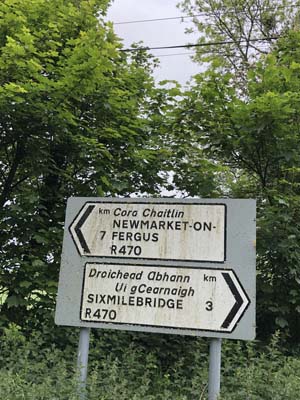 km Cora Chaitlín
NEWMARKET-ON-
7 FERGUS
R470
Droichead Abhann km
Uí gCearnaigh
SIXMILEBRIDGE 3
R470